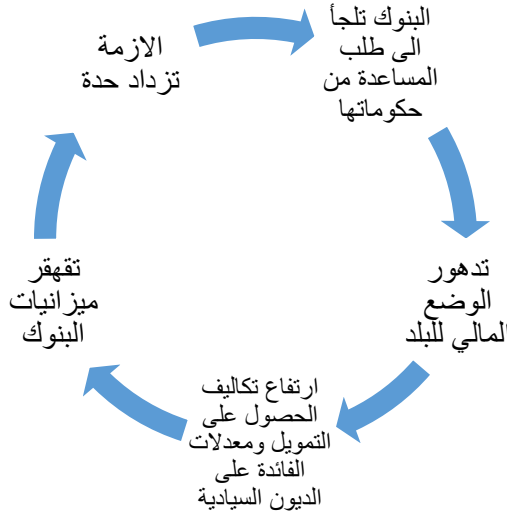 البنوك تلجأ
الى طلب
المساعدة من
حكوماتها
تدهور
الوضع
المالي للبلد
ارتفاع تكاليف
الحصول على
التمويل ومعدلات
الفائدة على
الديون السيادية
تقهقر
ميزانيات
البنوك
الازمة
تزداد حدة